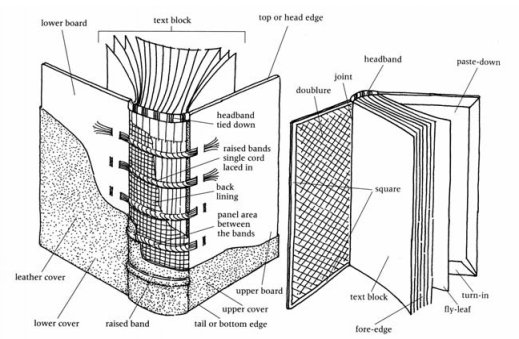 lower board
text block
top or head edge
headband
tied down
raised bands
single cord
laced in
back
lining
panel area
between
the bands
leather cover
lower cover
raised band
tail or bottom edge
upper cover
upper board
headband
joint
doublure
paste-down
square
text block
fore-edge
fly-leaf
turn-in